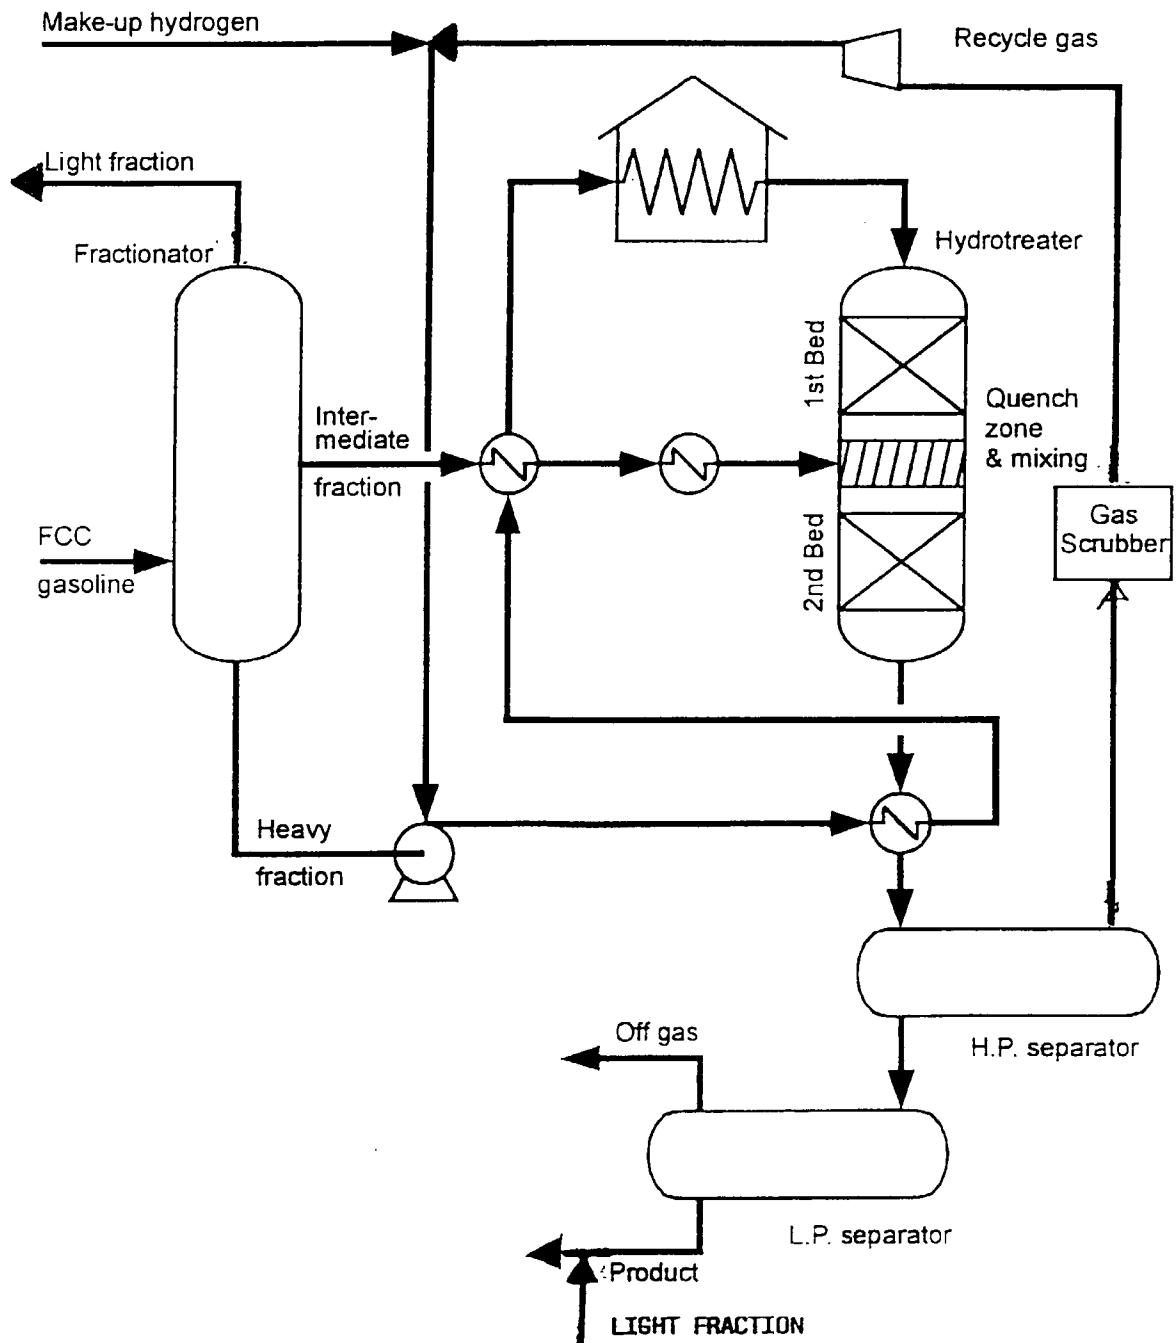 Make-up hydrogen
Recycle gas
Light fraction
Fractionator
Hydrotreater
1st Bed
Inter-
mediate
fraction
Quench
zone
& mixing
2nd Bed
Gas
Scrubber
FCC
gasoline
Heavy
fraction
H.P. separator
Off gas
L.P. separator
Product
LIGHT FRACTION